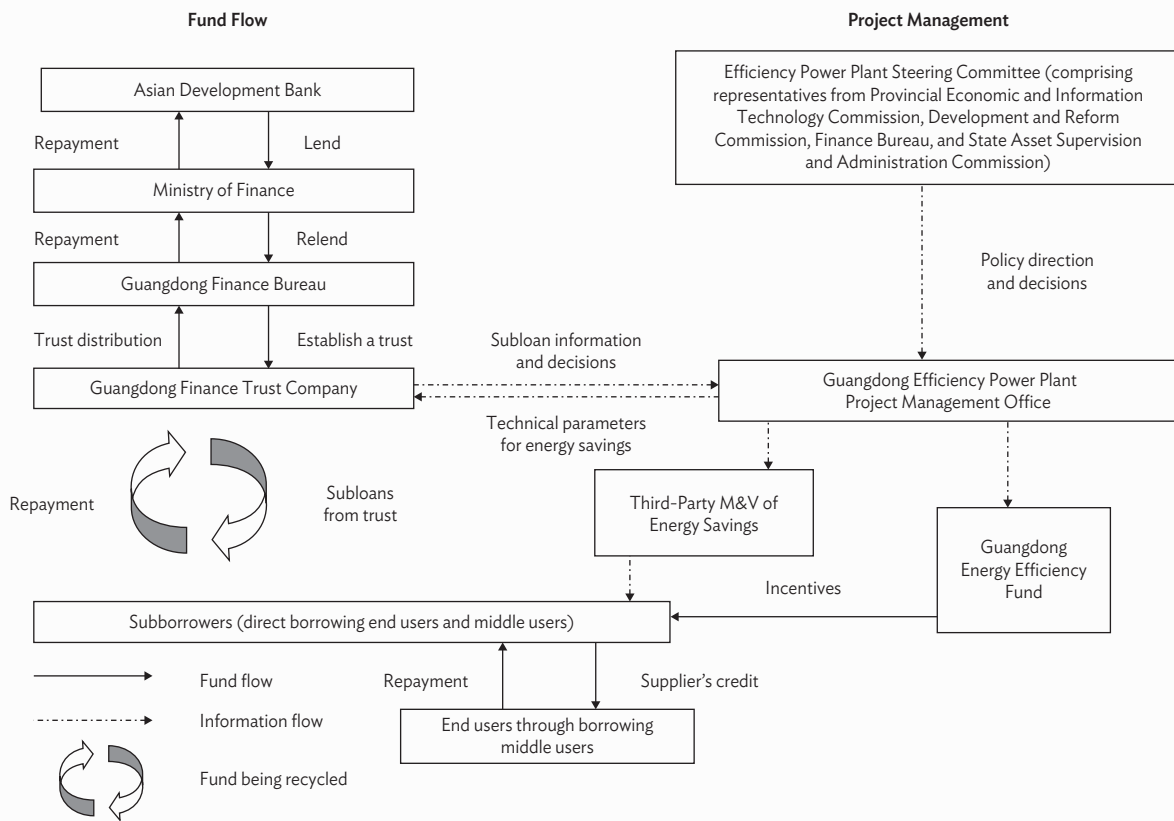 Fund Flow
Project Management
Asian Development Bank
Efficiency Power Plant Steering Committee (comprising
representatives from Provincial Economic and Information
Technology Commission, Development and Reform
Commission, Finance Bureau, and State Asset Supervision
and Administration Commission)
Repayment
Lend
Ministry of Finance
Repayment
Relend
Policy direction
and decisions
Guangdong Finance Bureau
Trust distribution
Establish a trust
Subloan information
and decisions
Guangdong Finance Trust Company
Guangdong Efficiency Power Plant
Project Management Office
Technical parameters
for energy savings
Repayment
Subloans
from trust
Third-Party M&V of
Energy Savings
Guangdong
Energy Efficiency
Fund
Incentives
Subborrowers (direct borrowing end users and middle users)
Fund flow
Repayment
Supplier's credit
Information flow
End users through borrowing
middle users
Fund being recycled